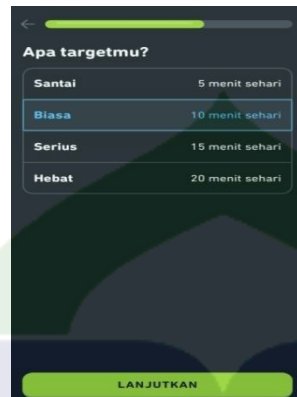 Apa targetmu?
Santai 5 menit sehari
Biasa 10 menit sehari
Serius 15 menit sehari
Hebat 20 menit sehari
LANJUTKAN